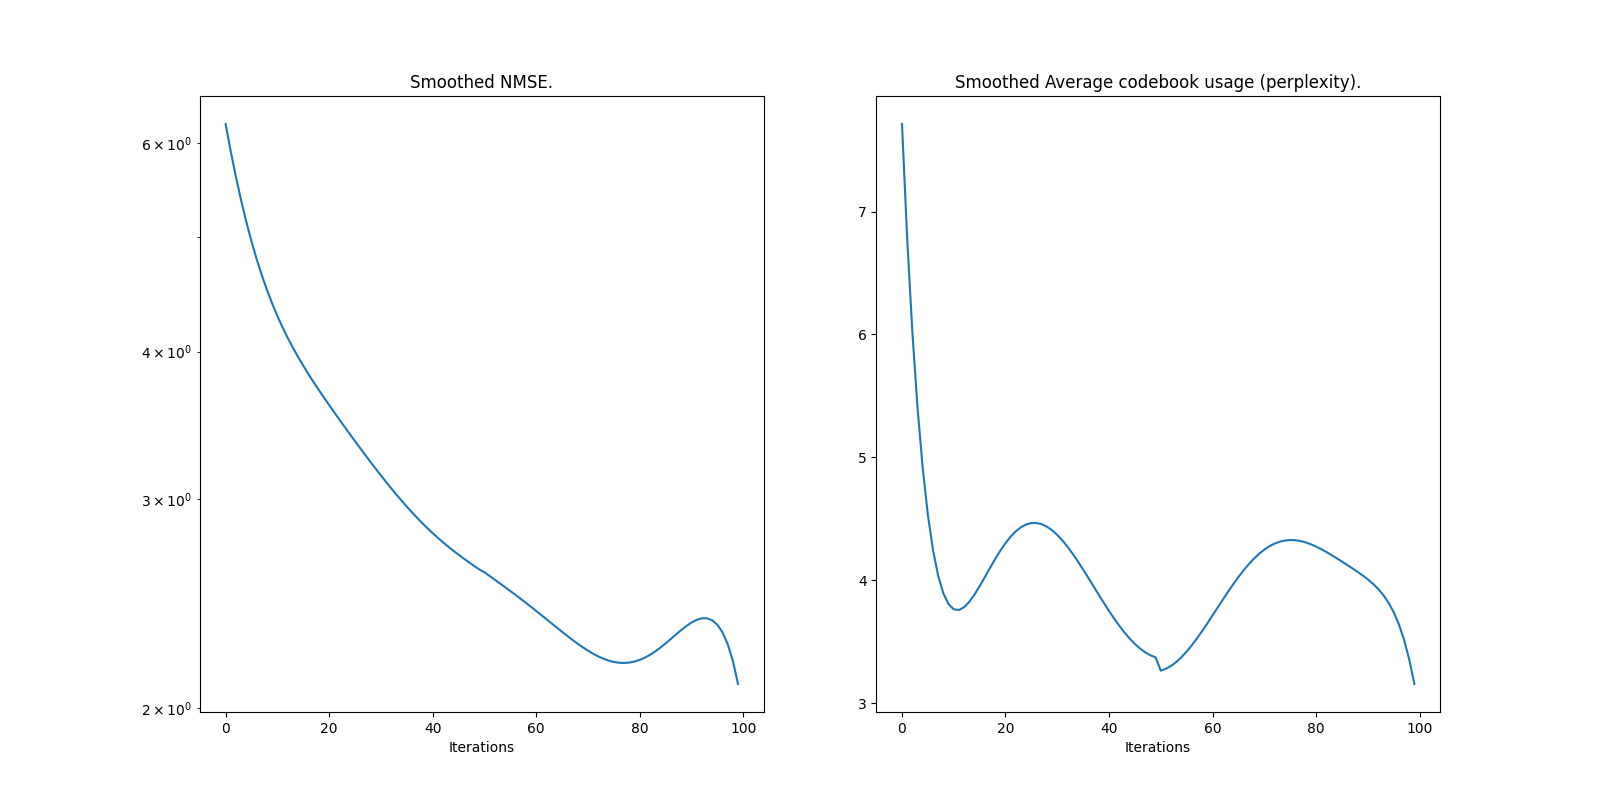 Smoothed NMSE.
6 × 10⁰
4 × 10⁰
3 × 10⁰
2 × 10⁰
0 20 40 60 80 100
Iterations
Smoothed Average codebook usage (perplexity).
7
6
5
4
3
0 20 40 60 80 100
Iterations